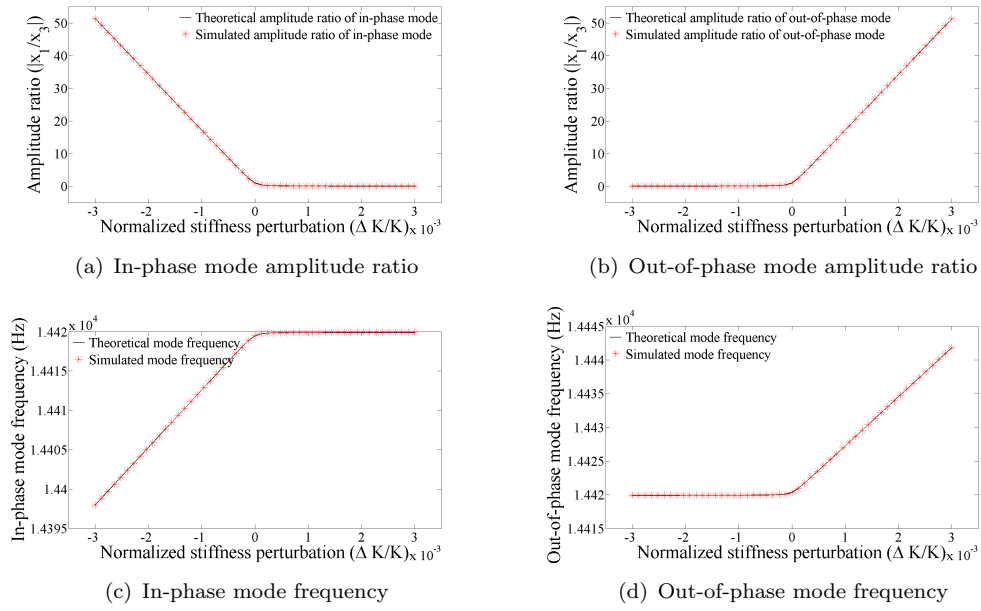 Amplitude ratio (|x1/x3|)
50
40
30
20
10
0
— Theoretical amplitude ratio of in-phase mode
* Simulated amplitude ratio of in-phase mode
-3 -2 -1 0 1 2 3
Normalized stiffness perturbation (Δ K/K) x 10-3
(a) In-phase mode amplitude ratio
Amplitude ratio (|x1/x3|)
50
40
30
20
10
0
— Theoretical amplitude ratio of out-of-phase mode
* Simulated amplitude ratio of out-of-phase mode
-3 -2 -1 0 1 2 3
Normalized stiffness perturbation (Δ K/K) x 10-3
(b) Out-of-phase mode amplitude ratio
In-phase mode frequency (Hz)
x 104
1.442
1.4415
1.441
1.4405
1.44
1.4395
— Theoretical mode frequency
* Simulated mode frequency
-3 -2 -1 0 1 2 3
Normalized stiffness perturbation (Δ K/K) x 10-3
(c) In-phase mode frequency
Out-of-phase mode frequency (Hz)
x 104
1.4445
1.444
1.443
1.442
1.4415
— Theoretical mode frequency
* Simulated mode frequency
-3 -2 -1 0 1 2 3
Normalized stiffness perturbation (Δ K/K) x 10-3
(d) Out-of-phase mode frequency